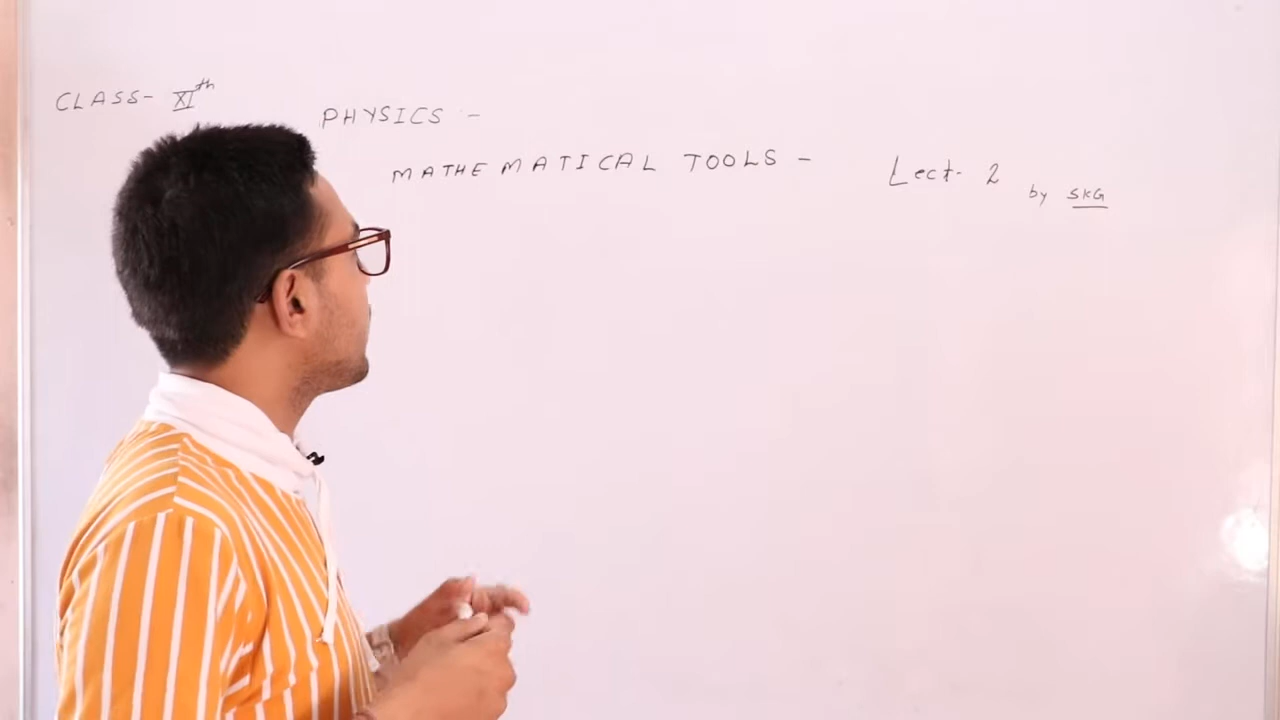 CLASS- XIth
PHYSICS :-
MATHEMATICAL TOOLS -
Lect- 2
by SKG